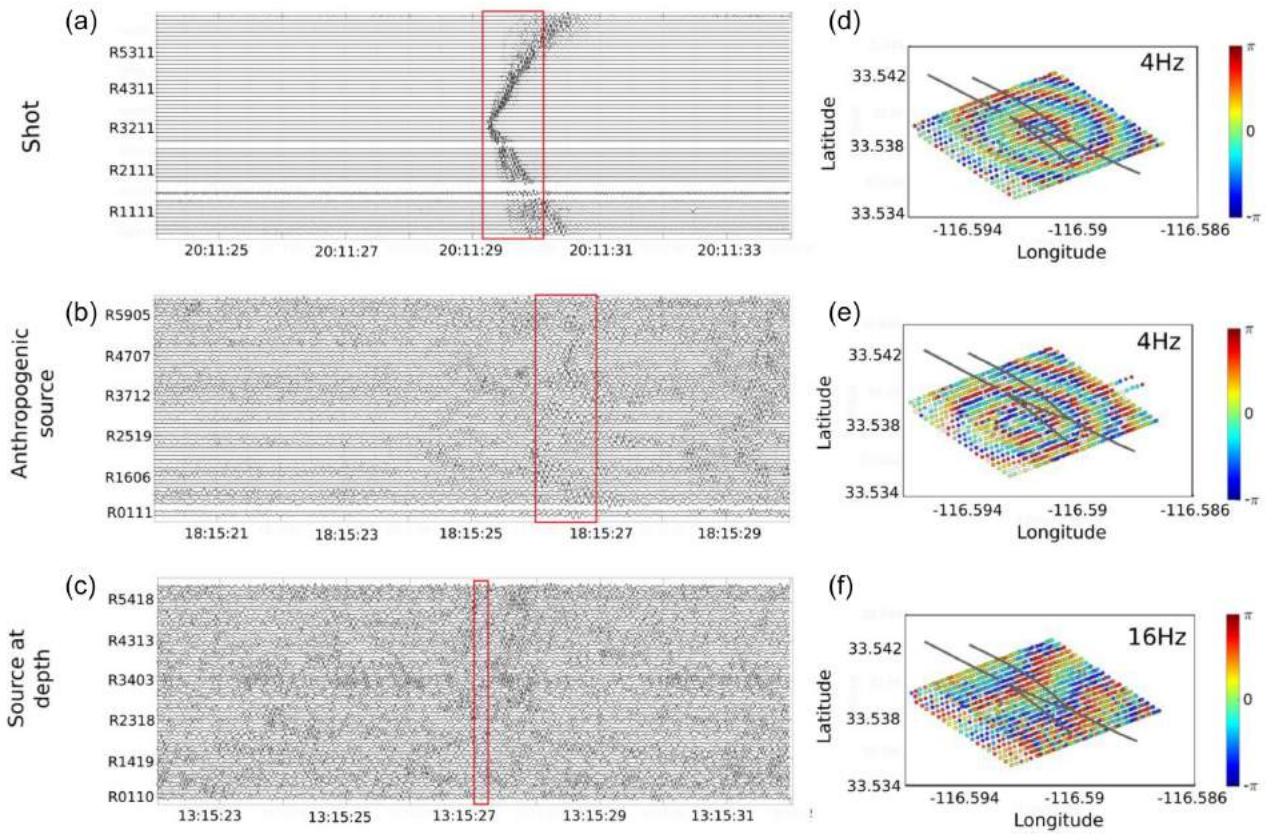 (a)
Shot
R5311
R4311
R3211
R2111
R1111
20:11:25 20:11:27 20:11:29 20:11:31 20:11:33
(d)
4Hz
Latitude
33.542
33.538
33.534
-116.594 -116.59 -116.586
Longitude
π
0
-π
(b)
Anthropogenic
source
R5905
R4707
R3712
R2519
R1606
R0111
18:15:21 18:15:23 18:15:25 18:15:27 18:15:29
(e)
4Hz
Latitude
33.542
33.538
33.534
-116.594 -116.59 -116.586
Longitude
π
0
-π
(c)
Source at
depth
R5418
R4313
R3403
R2318
R1419
R0110
13:15:23 13:15:25 13:15:27 13:15:29 13:15:31
(f)
16Hz
Latitude
33.542
33.538
33.534
-116.594 -116.59 -116.586
Longitude
π
0
-π